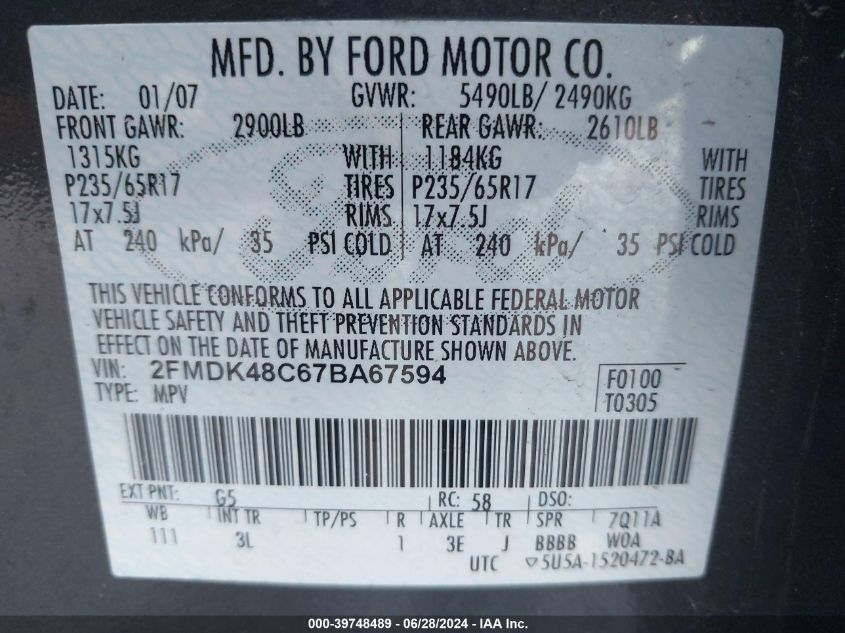 MFD. BY FORD MOTOR CO.
DATE: 01/07 GVWR: 5490LB/ 2490KG
FRONT GAWR: 2900LB REAR GAWR: 2610LB
1315KG WITH 1184KG WITH
P235/65R17 TIRES P235/65R17 TIRES
17x7.5J RIMS 17x7.5J RIMS
AT 240 kPa/ 35 PSI COLD AT 240 kPa/ 35 PSI COLD
THIS VEHICLE CONFORMS TO ALL APPLICABLE FEDERAL MOTOR
VEHICLE SAFETY AND THEFT PREVENTION STANDARDS IN
EFFECT ON THE DATE OF MANUFACTURE SHOWN ABOVE.
VIN: 2FMDK48C67BA67594 F0100
TYPE: MPV T0305
EXT PNT: G5 RC: 58 DSO:
WB INT TR TP/PS R AXLE TR SPR 7Q11A
111 3L 1 3E J BBBB WOA
UTC ▽5U5A-1520472-BA
000-39748489 - 06/28/2024 - IAA Inc.